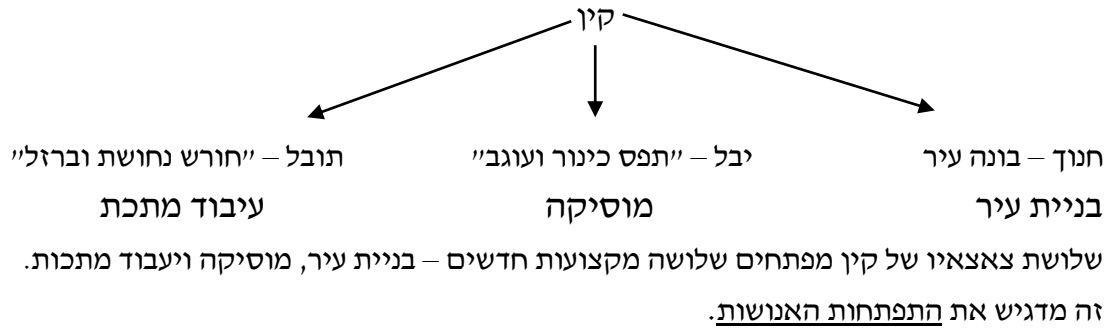 קין
חנוך – בונה עיר יבל – ״תפס כינור ועוגב״ תובל – ״חורש נחושת וברזל״
בניית עיר מוסיקה עיבוד מתכת
שלושת צאצאיו של קין מפתחים שלושה מקצועות חדשים – בניית עיר, מוסיקה ויעבוד מתכות.
זה מדגיש את התפתחות האנושות.